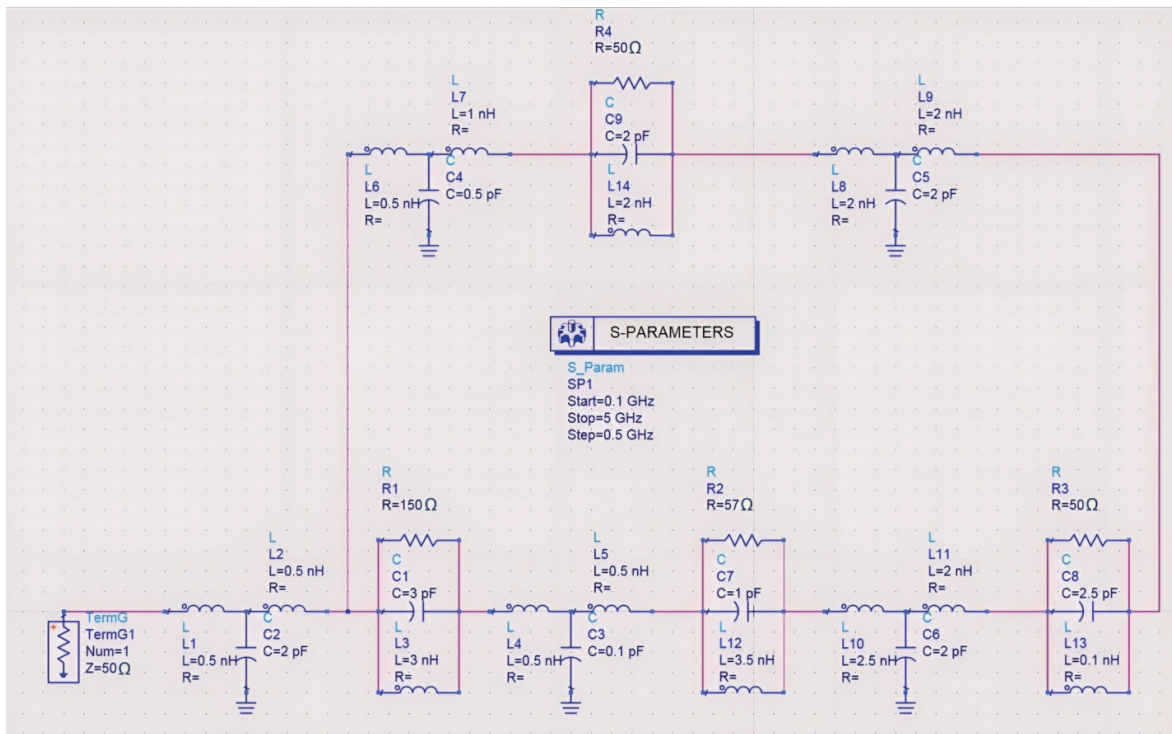 R
R4
R=50Ω
L
L7
L=1 nH
R=
L
L9
L=2 nH
R=
C
C9
C=2 pF
L
L6
L=0.5 nH
R=
C
C4
C=0.5 pF
L
L14
L=2 nH
R=
L
L8
L=2 nH
R=
C
C5
C=2 pF
S-PARAMETERS
S_Param
SP1
Start=0.1 GHz
Stop=5 GHz
Step=0.5 GHz
R
R1
R=150Ω
R
R2
R=57Ω
R
R3
R=50Ω
L
L2
L=0.5 nH
R=
C
C1
C=3 pF
L
L5
L=0.5 nH
R=
C
C7
C=1 pF
L
L11
L=2 nH
R=
C
C8
C=2.5 pF
TermG
TermG1
Num=1
Z=50Ω
L
L1
L=0.5 nH
R=
C
C2
C=2 pF
L
L3
L=3 nH
R=
L
L4
L=0.5 nH
R=
C
C3
C=0.1 pF
L
L12
L=3.5 nH
R=
L
L10
L=2.5 nH
R=
C
C6
C=2 pF
L
L13
L=0.1 nH
R=